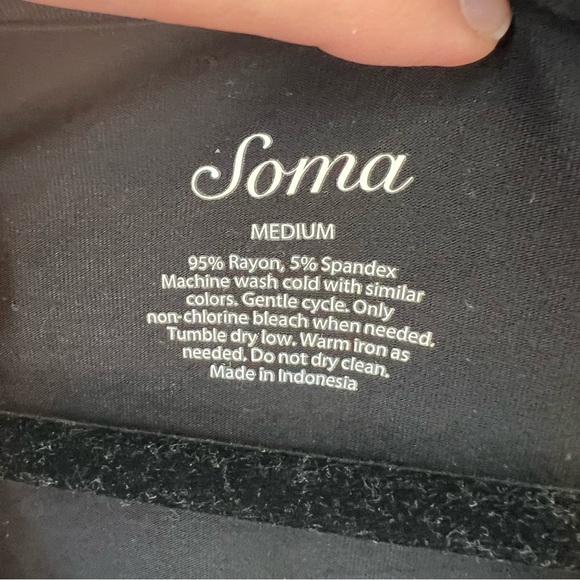 Soma
MEDIUM
95% Rayon, 5% Spandex
Machine wash cold with similar
colors. Gentle cycle. Only
non-chlorine bleach when needed.
Tumble dry low. Warm iron as
needed. Do not dry clean.
Made in Indonesia